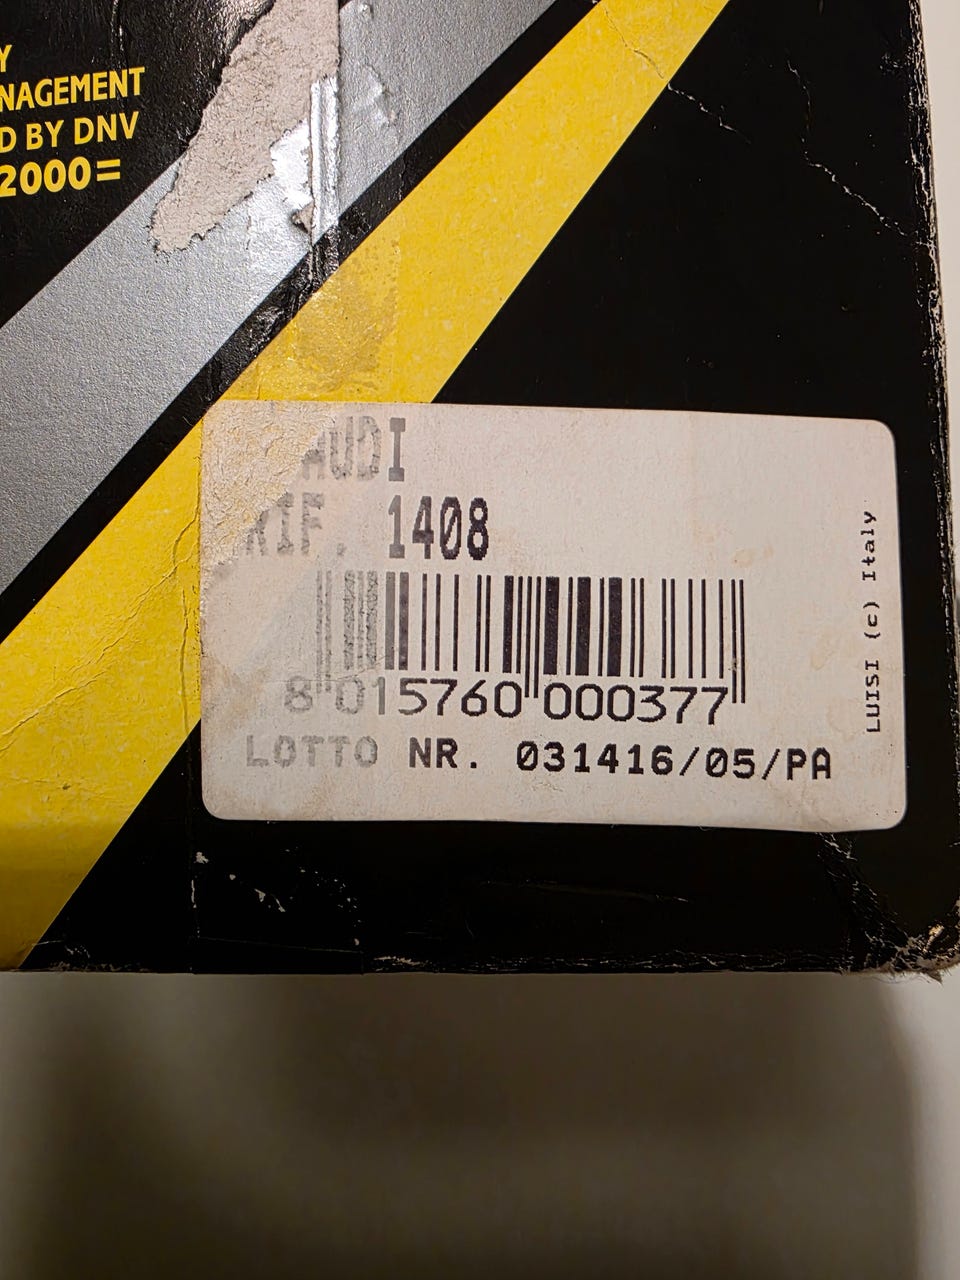 Y
NAGEMENT
D BY DNV
2000=
AUDI
RIF. 1408
8 015760 000377
LOTTO NR. 031416/05/PA
LUISI (c) Italy